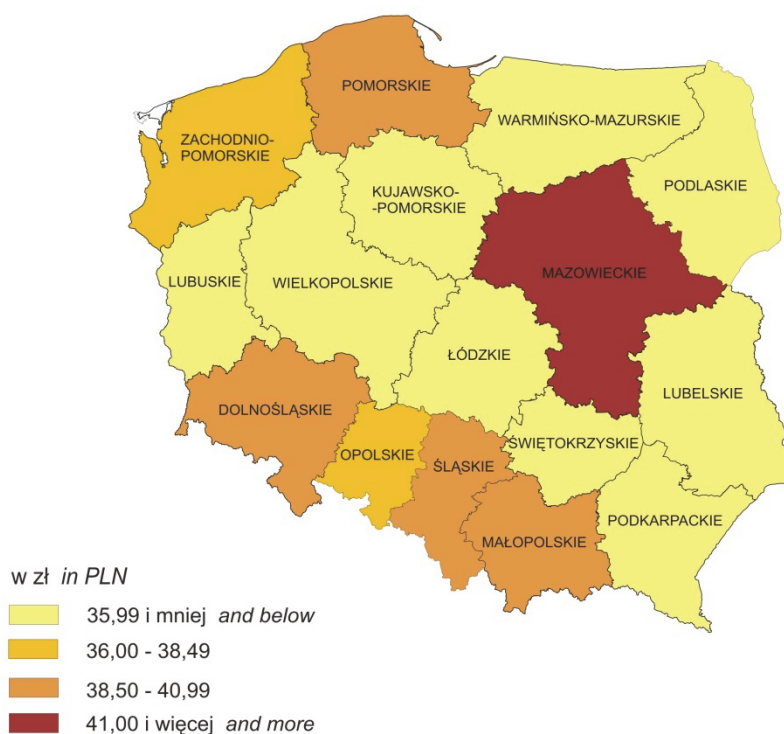 POMORSKIE
WARMIŃSKO-MAZURSKIE
ZACHODNIO-
POMORSKIE
PODLASKIE
KUJAWSKO-
-POMORSKIE
MAZOWIECKIE
LUBUSKIE
WIELKOPOLSKIE
ŁÓDZKIE
LUBELSKIE
DOLNOŚLĄSKIE
ŚWIĘTOKRZYSKIE
OPOLSKIE
ŚLĄSKIE
PODKARPACKIE
MAŁOPOLSKIE
w zł in PLN
35,99 i mniej and below
36,00 - 38,49
38,50 - 40,99
41,00 i więcej and more